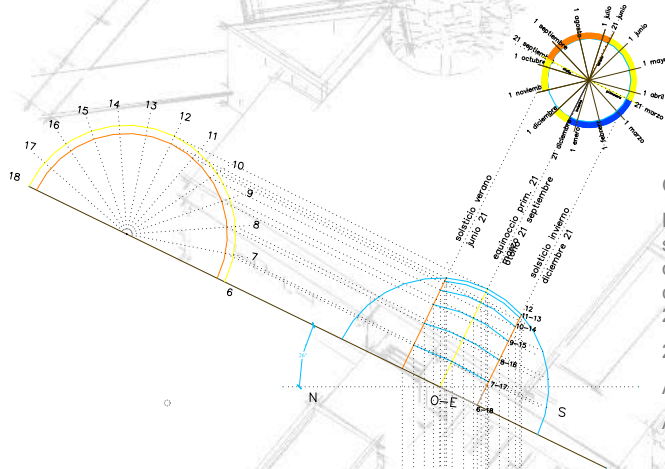 1 julio
21 junio
1 agosto
1 septiembre
1 junio
21 septiemb
1 octubre
1 mayo
1 noviemb
1 abril
21 marzo
1 diciembre
1 marzo
21 diciembre
1 enero
14
13
15
12
16
11
17
10
18
9
8
7
6
solsticio verano
junio 21
equinoccio prim. 21
21 septiembre
solsticio invierno
diciembre 21
12
11-13
10-14
9-15
8-16
7-17
6-18
N
O-E
S